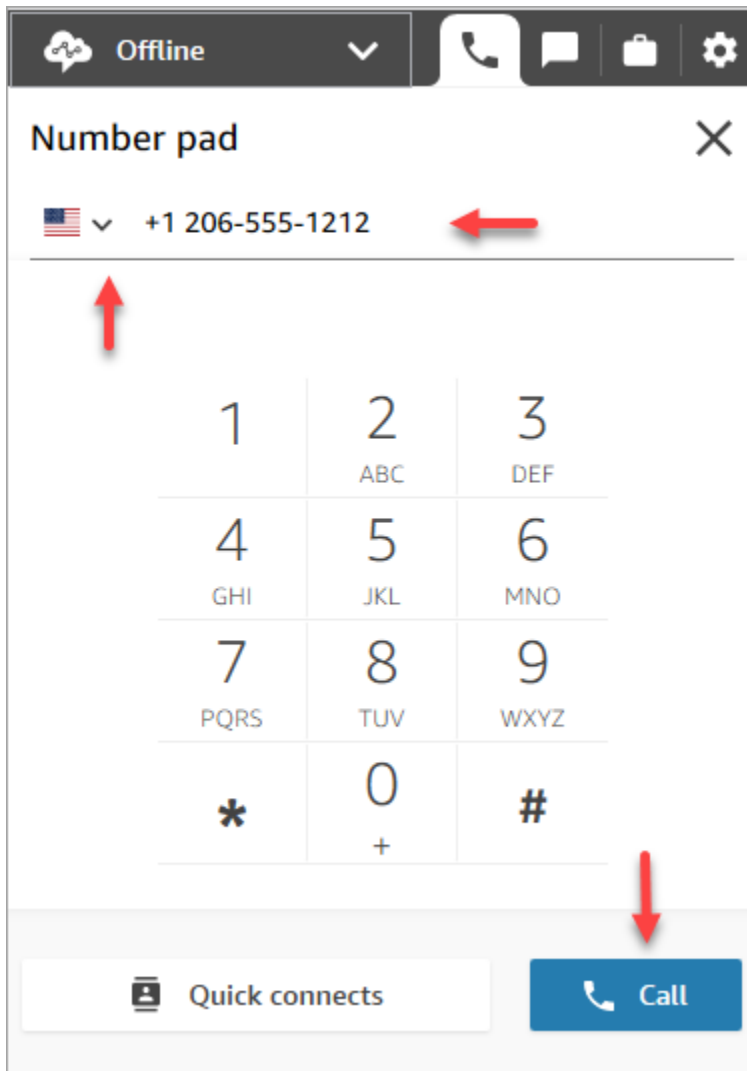 Offline
Number pad
+1 206-555-1212
1 2 3
ABC DEF
4 5 6
GHI JKL MNO
7 8 9
PQRS TUV WXYZ
* 0 #
+
Quick connects Call